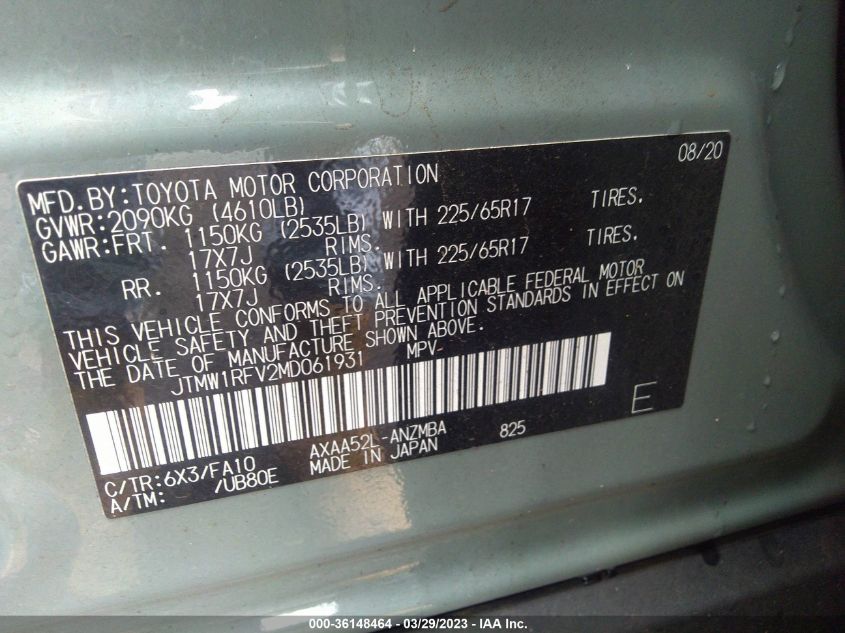 08/20
MFD.BY:TOYOTA MOTOR CORPORATION
GVWR:2090KG (4610LB)
GAWR:FRT. 1150KG (2535LB) WITH 225/65R17 TIRES.
17X7J RIMS.
RR. 1150KG (2535LB) WITH 225/65R17 TIRES.
17X7J RIMS.
THIS VEHICLE CONFORMS TO ALL APPLICABLE FEDERAL MOTOR
VEHICLE SAFETY AND THEFT PREVENTION STANDARDS IN EFFECT ON
THE DATE OF MANUFACTURE SHOWN ABOVE.
JTMW1RFV2MD061931 MPV
E
C/TR:6X3/FA10 AXAA52L-ANZMBA 825
A/TM: /UB80E MADE IN JAPAN
000-36148464 - 03/29/2023 - IAA Inc.